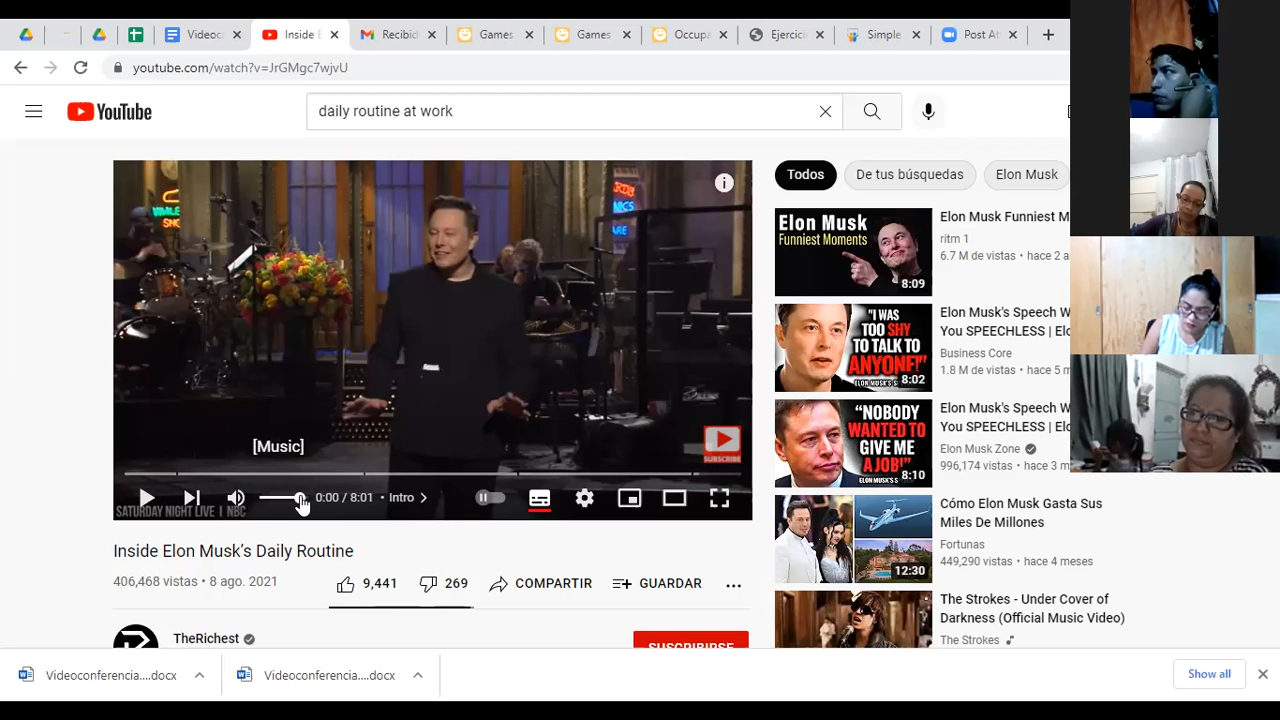 Videoc
Inside E
Recibid
Games
Games
Occupa
Ejercici
Simple
Post At
youtube.com/watch?v=JrGMgc7wjvU
YouTube
daily routine at work
[Music]
SUBSCRIBE
0:00 / 8:01 • Intro
SATURDAY NIGHT LIVE | NBC
Inside Elon Musk's Daily Routine
406,468 vistas • 8 ago. 2021
9,441
269
COMPARTIR
GUARDAR
TheRichest
SUSCRIBIRSE
Todos
De tus búsquedas
Elon Musk
Elon Musk
Funniest Moments
8:09
Elon Musk Funniest M
ritm 1
6.7 M de vistas • hace 2 a
"I WAS
TOO SHY
TO TALK TO
ANYONE!"
8:02
Elon Musk's Speech W
You SPEECHLESS | Elo
Business Core
1.8 M de vistas • hace 5 m
"NOBODY
WANTED TO
GIVE ME
A JOB!"
8:10
Elon Musk's Speech W
You SPEECHLESS | Elo
Elon Musk Zone
996,174 vistas • hace 3 m
12:30
Cómo Elon Musk Gasta Sus
Miles De Millones
Fortunas
449,290 vistas • hace 4 meses
The Strokes - Under Cover of
Darkness (Official Music Video)
The Strokes
Videoconferencia....docx
Videoconferencia....docx
Show all